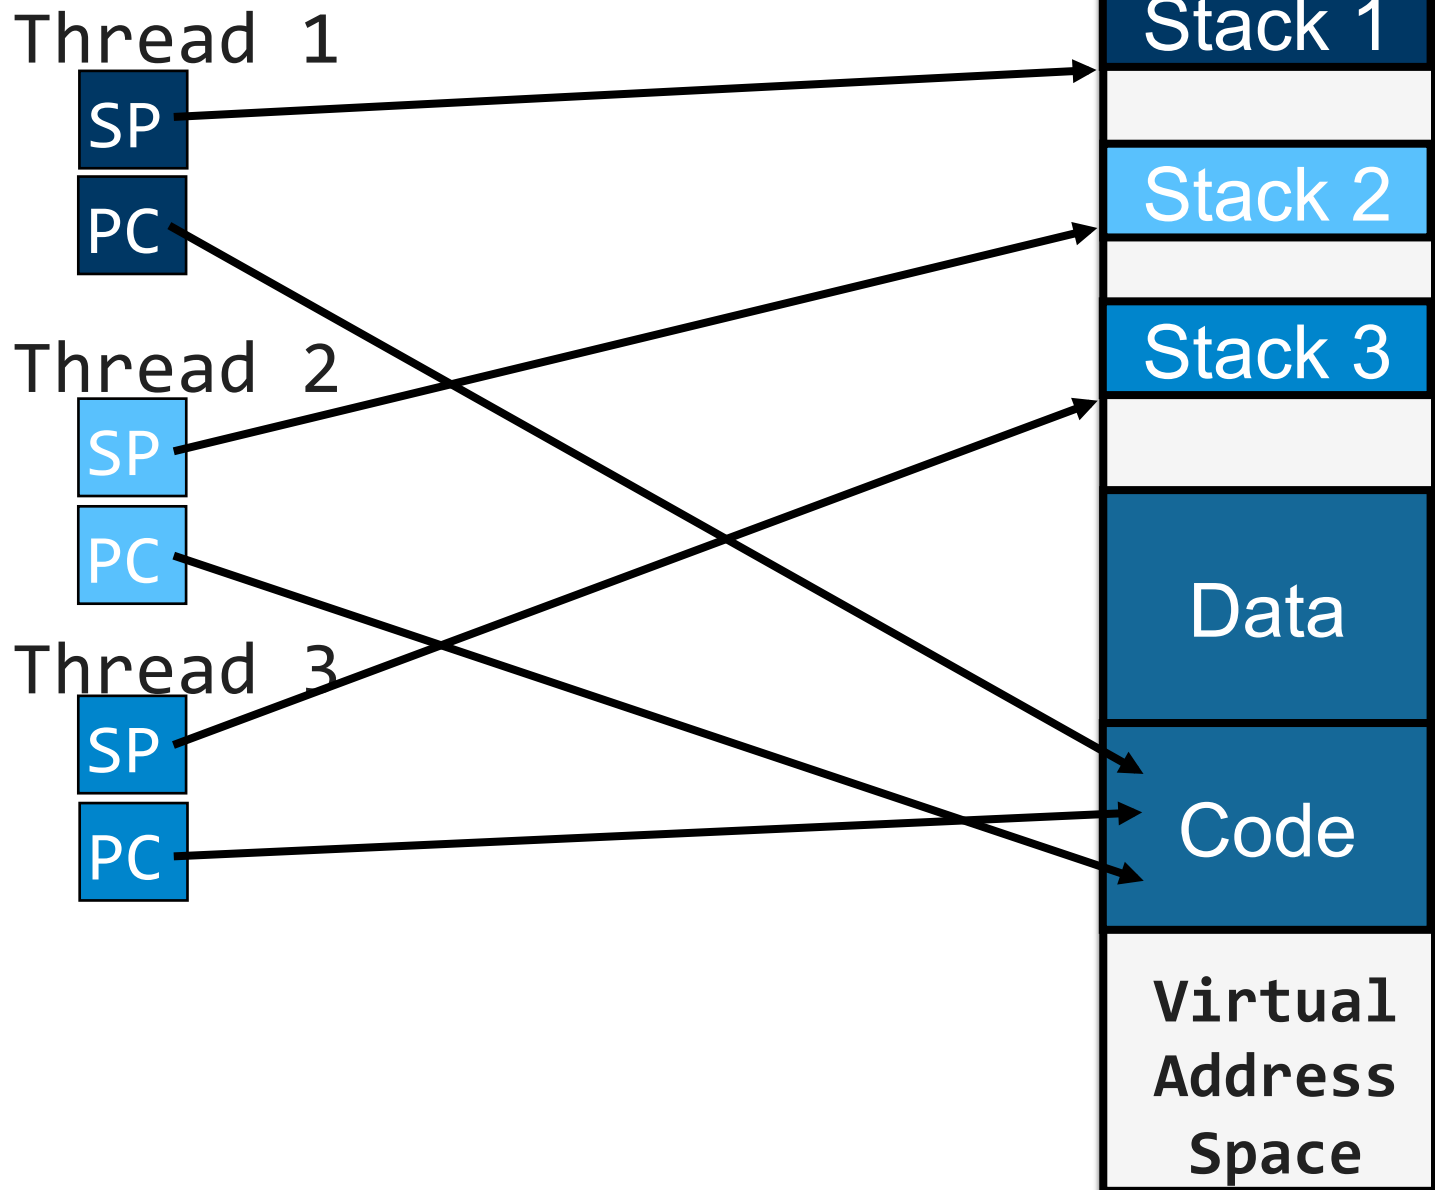 Thread 1
SP
PC
Thread 2
SP
PC
Thread 3
SP
PC
Stack 1
Stack 2
Stack 3
Data
Code
Virtual
Address
Space